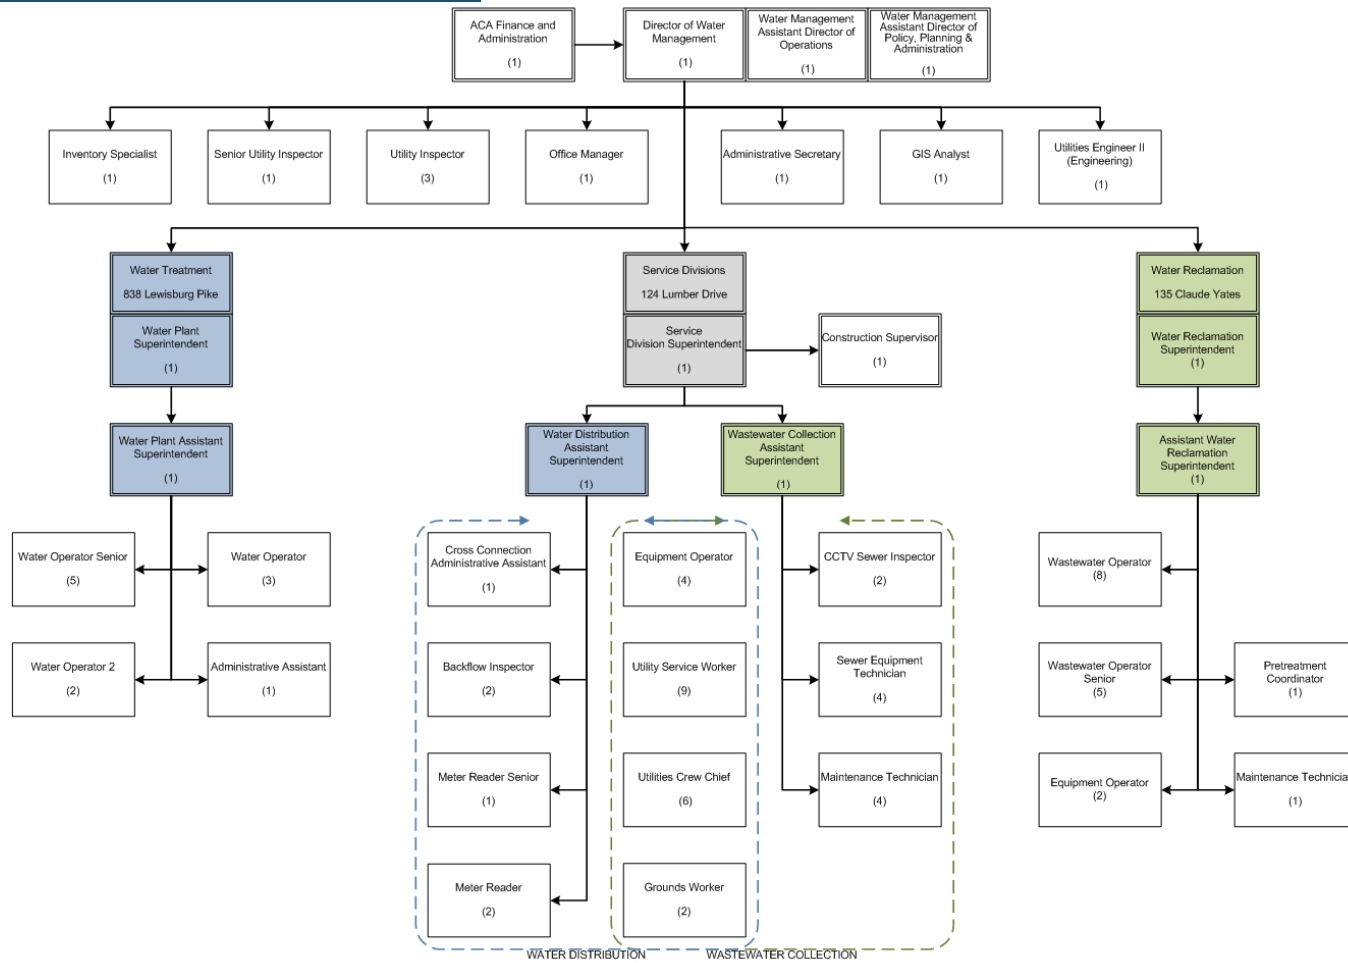 ACA Finance and
Administration
(1)
Director of Water
Management
(1)
Water Management
Assistant Director of
Operations
(1)
Water Management
Assistant Director of
Policy, Planning &
Administration
(1)
Inventory Specialist
(1)
Senior Utility Inspector
(1)
Utility Inspector
(3)
Office Manager
(1)
Administrative Secretary
(1)
GIS Analyst
(1)
Utilities Engineer II
(Engineering)
(1)
Water Treatment
838 Lewisburg Pike
Water Plant
Superintendent
(1)
Service Divisions
124 Lumber Drive
Service
Division Superintendent
(1)
Construction Supervisor
(1)
Water Reclamation
135 Claude Yates
Water Reclamation
Superintendent
(1)
Water Plant Assistant
Superintendent
(1)
Water Distribution
Assistant
Superintendent
(1)
Wastewater Collection
Assistant
Superintendent
(1)
Assistant Water
Reclamation
Superintendent
(1)
Water Operator Senior
(5)
Water Operator
(3)
Water Operator 2
(2)
Administrative Assistant
(1)
Cross Connection
Administrative Assistant
(1)
Backflow Inspector
(2)
Meter Reader Senior
(1)
Meter Reader
(2)
Equipment Operator
(4)
Utility Service Worker
(9)
Utilities Crew Chief
(6)
Grounds Worker
(2)
CCTV Sewer Inspector
(2)
Sewer Equipment
Technician
(4)
Maintenance Technician
(4)
Wastewater Operator
(8)
Wastewater Operator
Senior
(5)
Pretreatment
Coordinator
(1)
Equipment Operator
(2)
Maintenance Technicia
(1)
WATER DISTRIBUTION
WASTEWATER COLLECTION